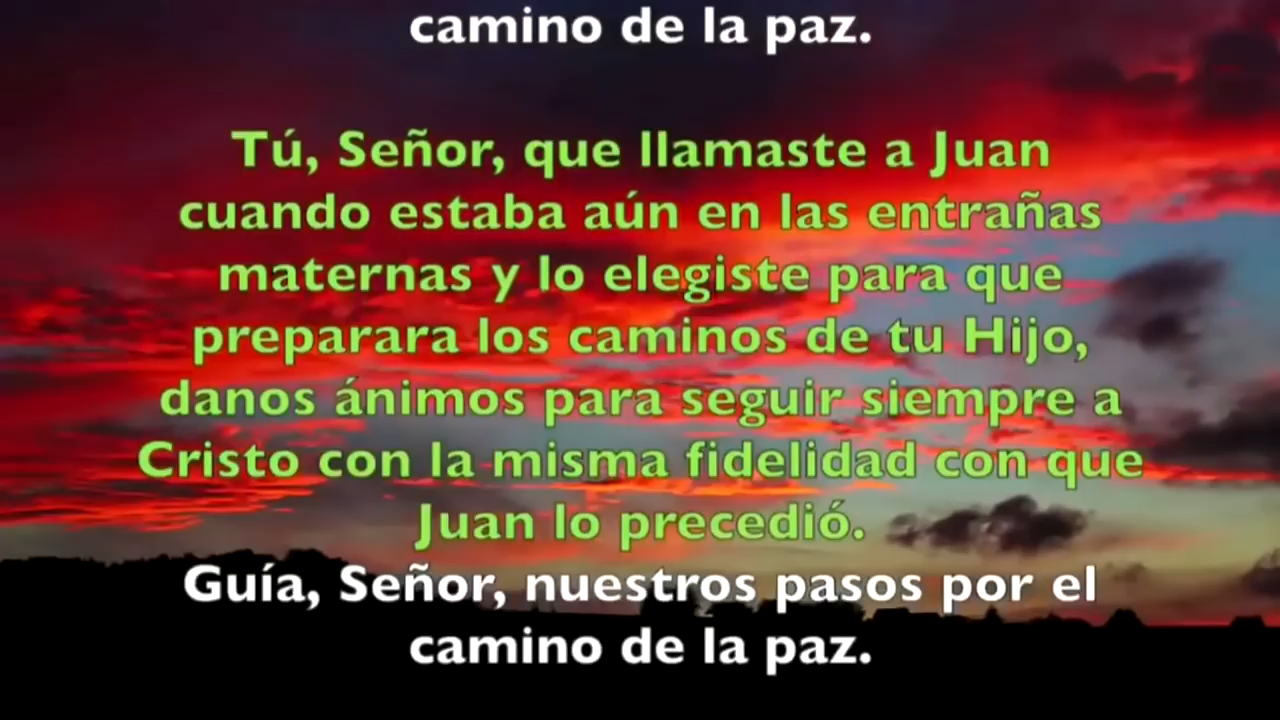 camino de la paz.
Tú, Señor, que llamaste a Juan
cuando estaba aún en las entrañas
maternas y lo elegiste para que
preparara los caminos de tu Hijo,
danos ánimos para seguir siempre a
Cristo con la misma fidelidad con que
Juan lo precedió.
Guía, Señor, nuestros pasos por el
camino de la paz.